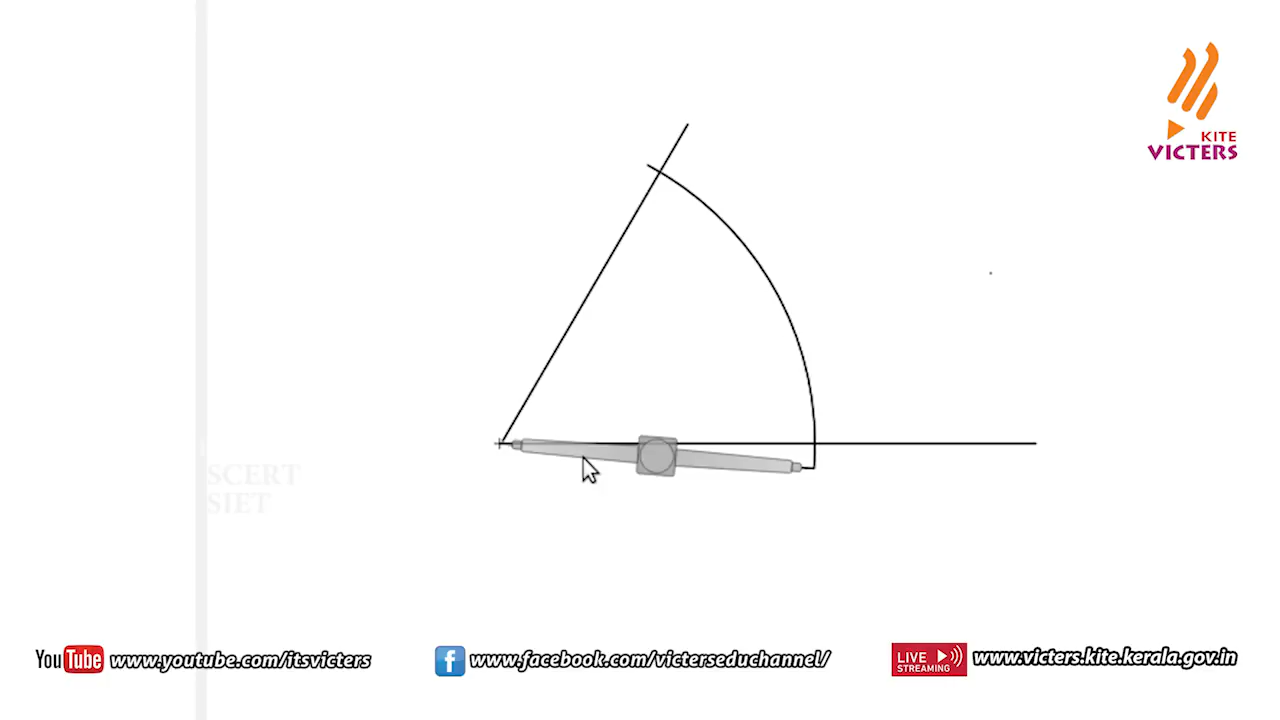 KITE
VICTERS
SCERT
SIET
YouTube www.youtube.com/itsvicters
f www.facebook.com/victerseduchannel/
LIVE STREAMING www.victers.kite.kerala.gov.in